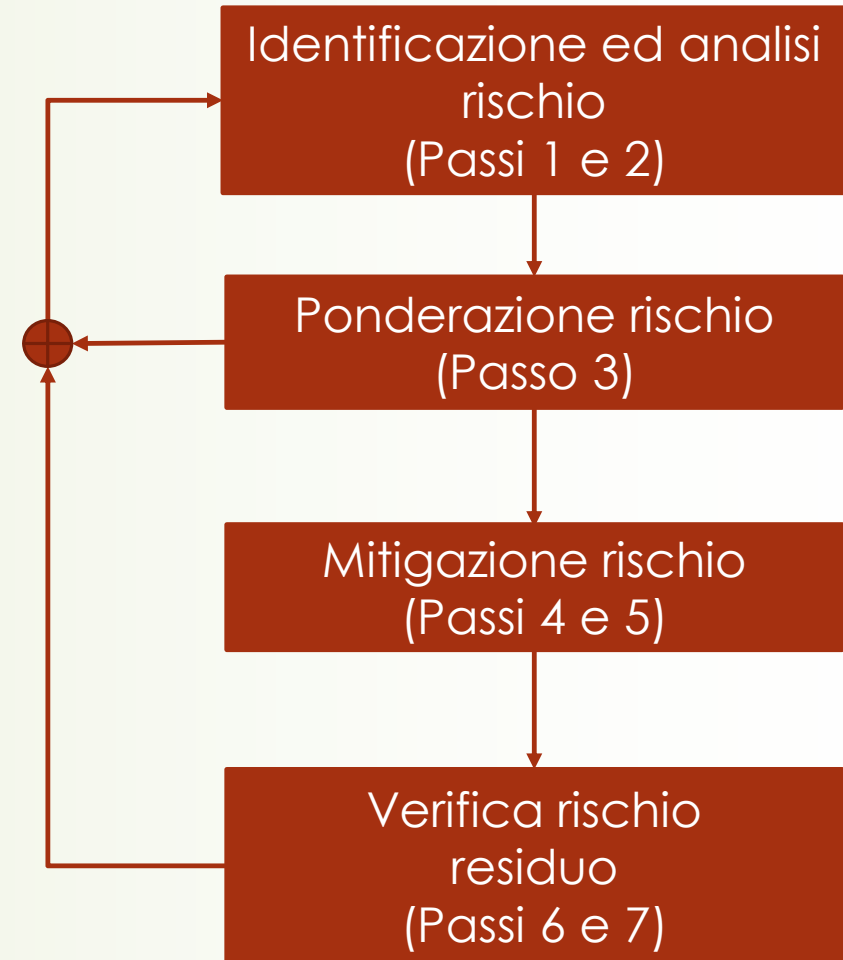 Identificazione ed analisi
rischio
(Passi 1 e 2)
Ponderazione rischio
(Passo 3)
Mitigazione rischio
(Passi 4 e 5)
Verifica rischio
residuo
(Passi 6 e 7)